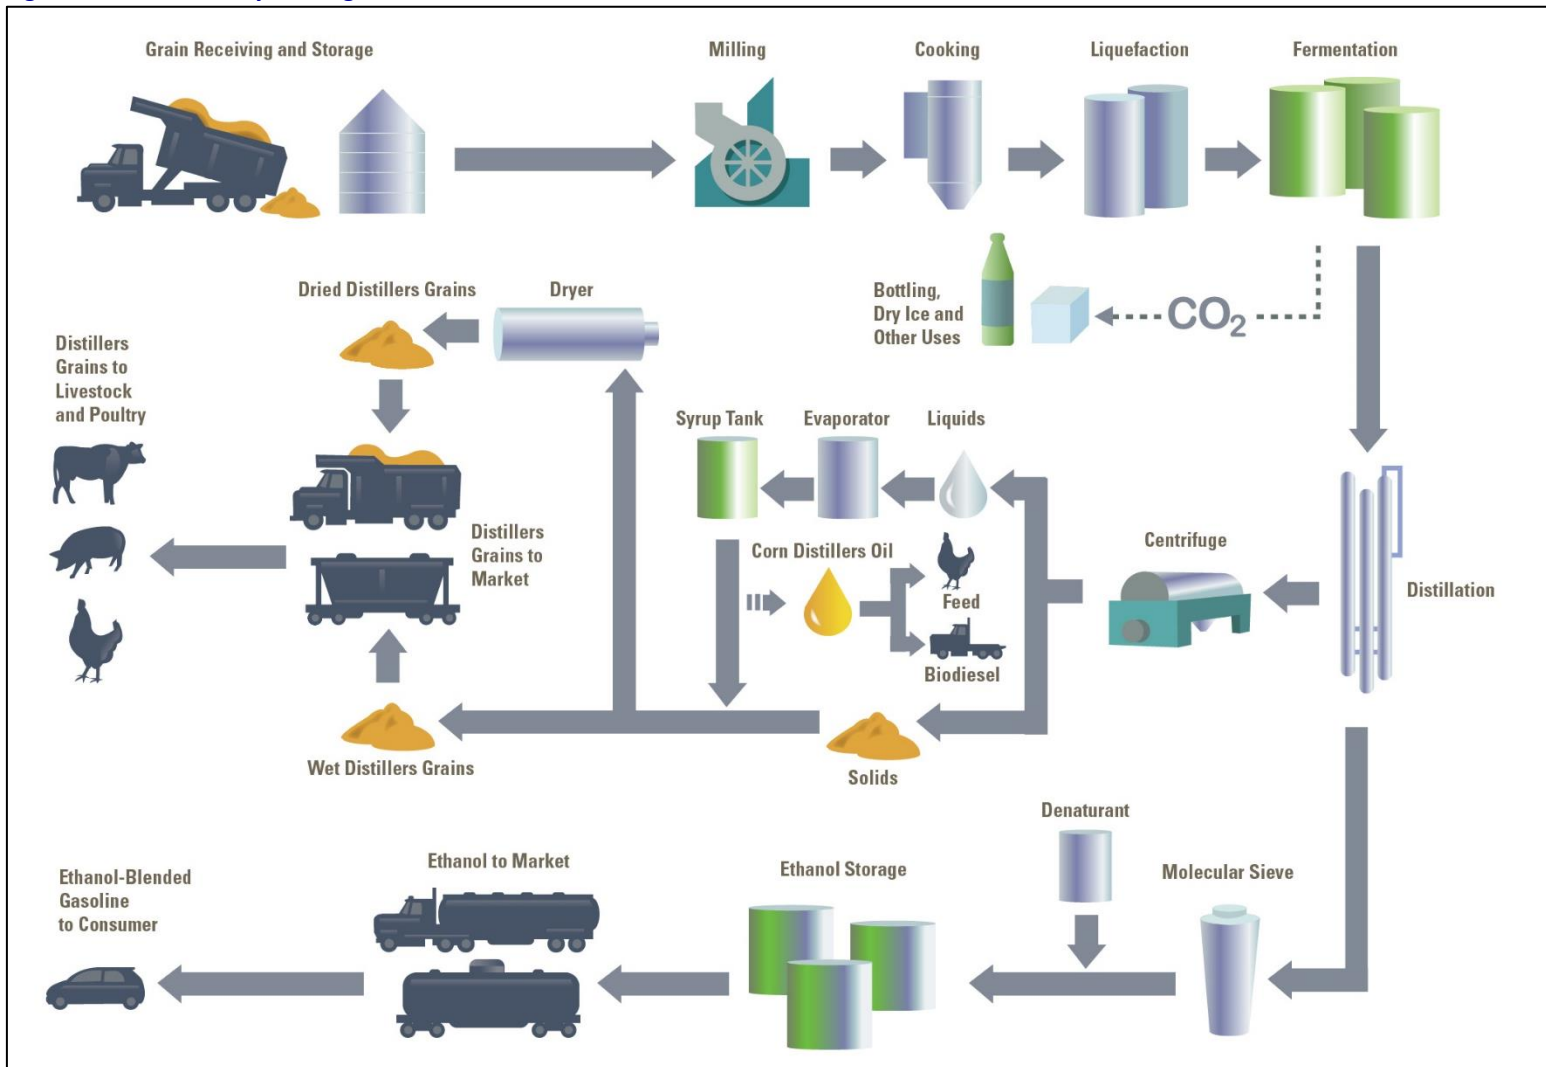 Grain Receiving and Storage
Milling
Cooking
Liquefaction
Fermentation
Dried Distillers Grains
Dryer
Bottling,
Dry Ice and
Other Uses
CO2
Distillers
Grains to
Livestock
and Poultry
Syrup Tank
Evaporator
Liquids
Distillers
Grains to
Market
Corn Distillers Oil
Feed
Biodiesel
Centrifuge
Distillation
Wet Distillers Grains
Solids
Denaturant
Ethanol-Blended
Gasoline
to Consumer
Ethanol to Market
Ethanol Storage
Molecular Sieve